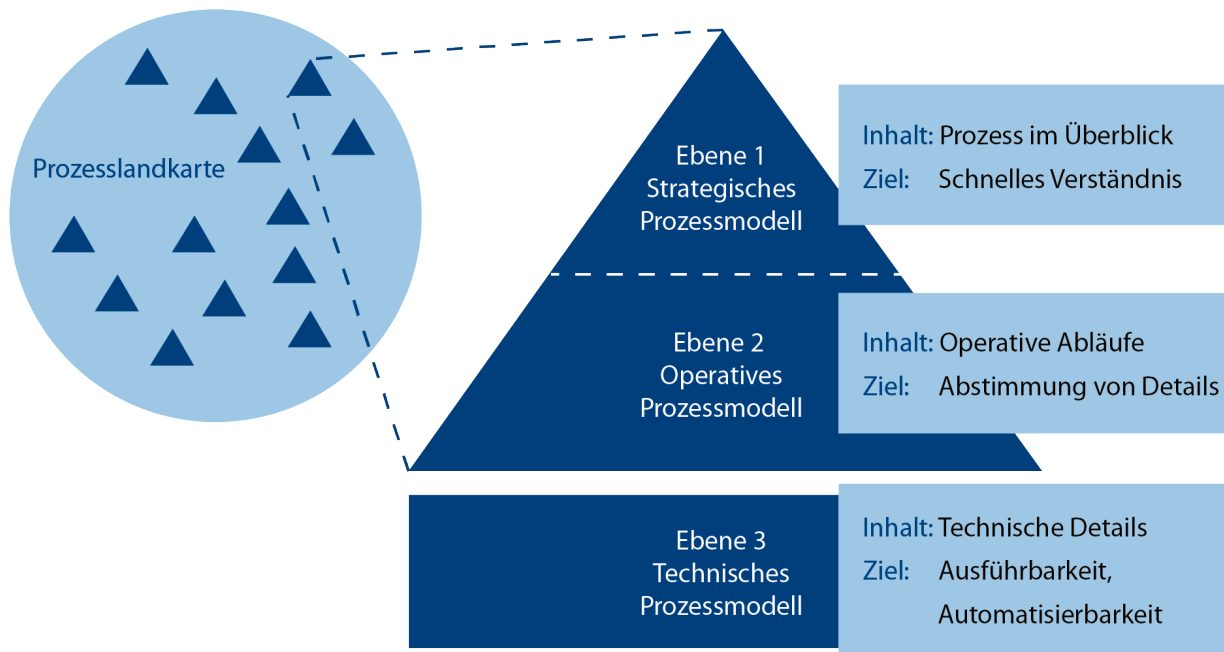 Prozesslandkarte
Ebene 1
Strategisches
Prozessmodell
Inhalt: Prozess im Überblick
Ziel: Schnelles Verständnis
Ebene 2
Operatives
Prozessmodell
Inhalt: Operative Abläufe
Ziel: Abstimmung von Details
Ebene 3
Technisches
Prozessmodell
Inhalt: Technische Details
Ziel: Ausführbarkeit,
Automatisierbarkeit